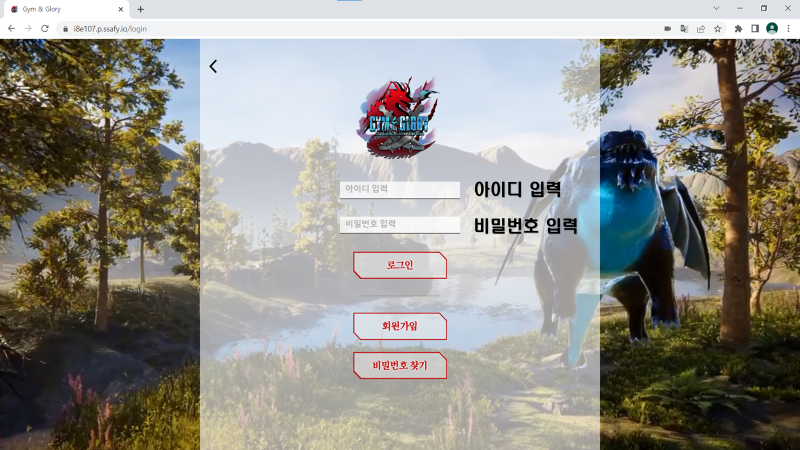 Gym & Glory
i8e107.p.ssafy.io/login
GYM & GLORY
아이디 입력
아이디 입력
비밀번호 입력
비밀번호 입력
로그인
회원가입
비밀번호 찾기